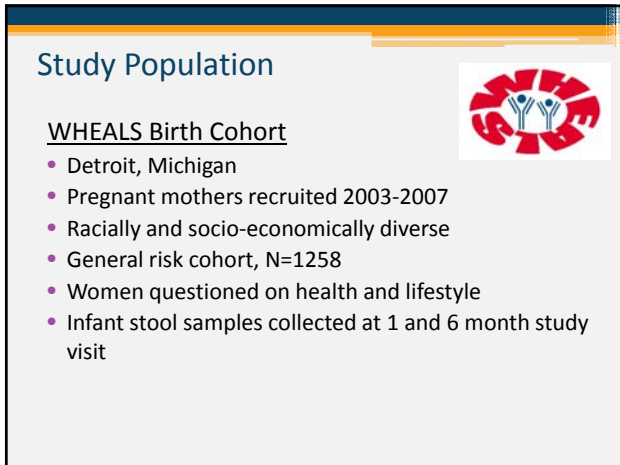 Study Population
WHEALS
WHEALS Birth Cohort
• Detroit, Michigan
• Pregnant mothers recruited 2003-2007
• Racially and socio-economically diverse
• General risk cohort, N=1258
• Women questioned on health and lifestyle
• Infant stool samples collected at 1 and 6 month study
visit